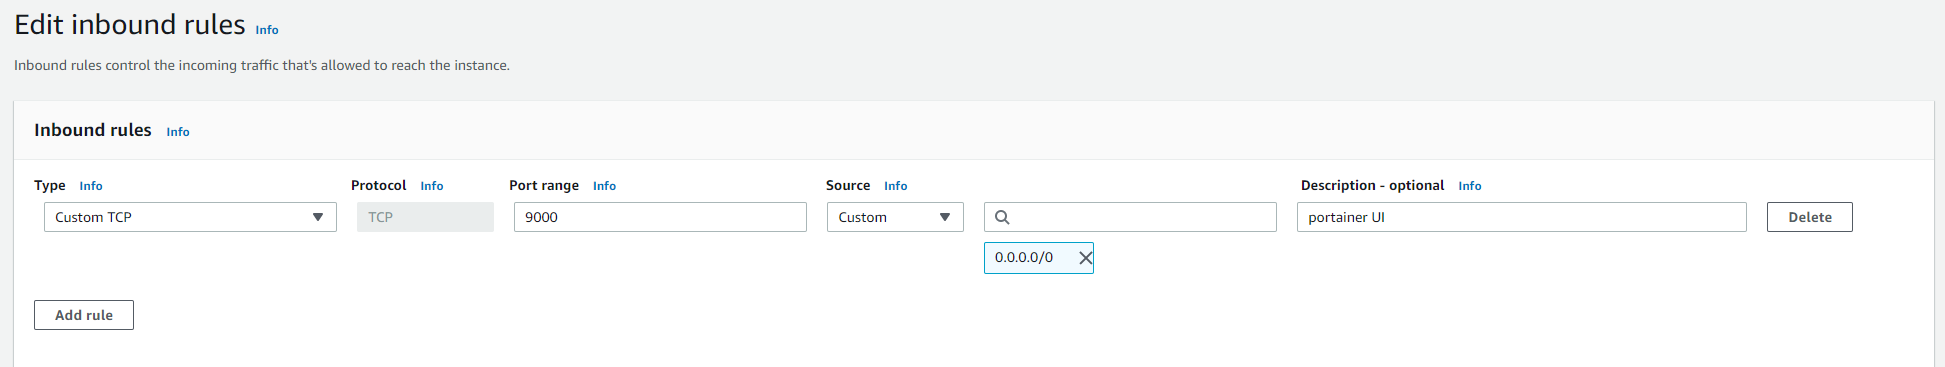 Edit inbound rules Info
Inbound rules control the incoming traffic that's allowed to reach the instance.
Inbound rules Info
Type Info Protocol Info Port range Info Source Info Description - optional Info
Custom TCP TCP 9000 Custom portainer UI Delete
0.0.0.0/0
Add rule